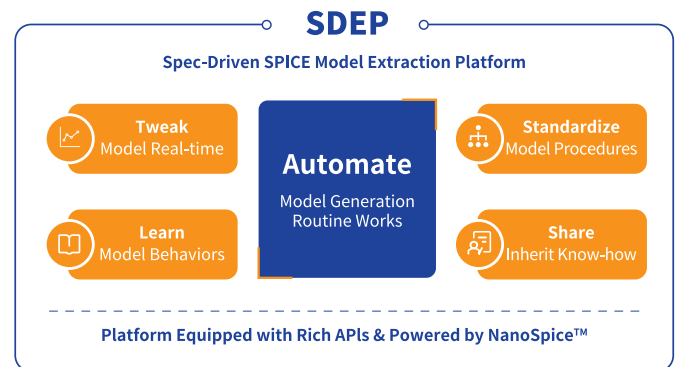 SDEP
Spec-Driven SPICE Model Extraction Platform
Tweak
Model Real-time
Automate
Model Generation
Routine Works
Standardize
Model Procedures
Learn
Model Behaviors
Share
Inherit Know-how
Platform Equipped with Rich APIs & Powered by NanoSpice™